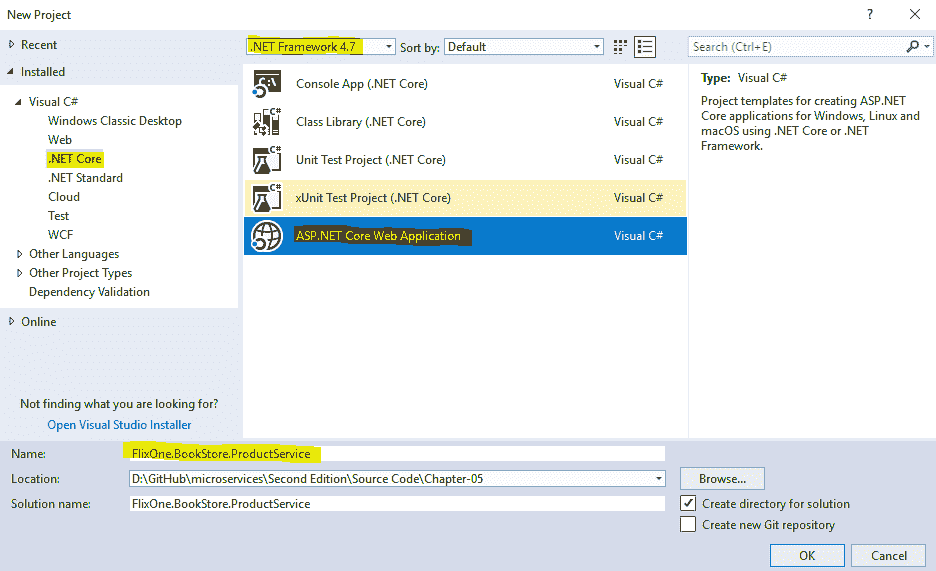 New Project
?
Recent
Installed
Visual C#
Windows Classic Desktop
Web
.NET Core
.NET Standard
Cloud
Test
WCF
Other Languages
Other Project Types
Dependency Validation
Online
Not finding what you are looking for?
Open Visual Studio Installer
.NET Framework 4.7 Sort by: Default
Search (Ctrl+E)
Console App (.NET Core) Visual C#
Class Library (.NET Core) Visual C#
Unit Test Project (.NET Core) Visual C#
xUnit Test Project (.NET Core) Visual C#
ASP.NET Core Web Application Visual C#
Type: Visual C#
Project templates for creating ASP.NET
Core applications for Windows, Linux and
macOS using .NET Core or .NET
Framework.
Name: FlixOne.BookStore.ProductService
Location: D:\GitHub\microservices\Second Edition\Source Code\Chapter-05 Browse...
Solution name: FlixOne.BookStore.ProductService
Create directory for solution
Create new Git repository
OK Cancel